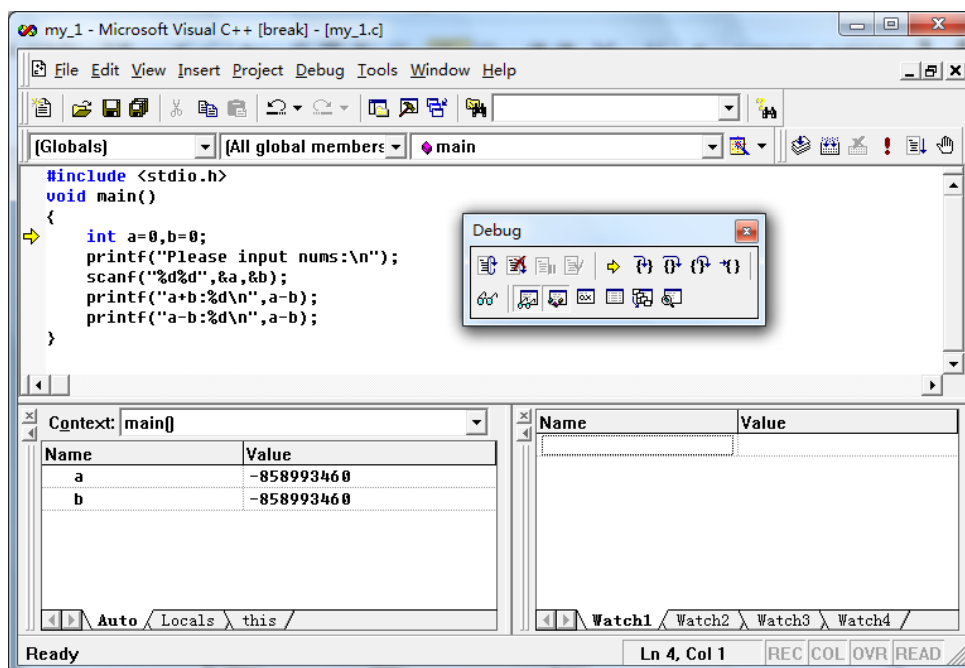 my_1 - Microsoft Visual C++ [break] - [my_1.c]
File Edit View Insert Project Debug Tools Window Help
(Globals) (All global members main
#include <stdio.h>
void main()
{
int a=0,b=0;
printf("Please input nums:\n");
scanf("%d%d",&a,&b);
printf("a+b:%d\n",a-b);
printf("a-b:%d\n",a-b);
}
Debug
Context: main()
Name Value
a -858993460
b -858993460
Auto Locals this
Name Value
Watch1 Watch2 Watch3 Watch4
Ready Ln 4, Col 1 REC COL OVR READ